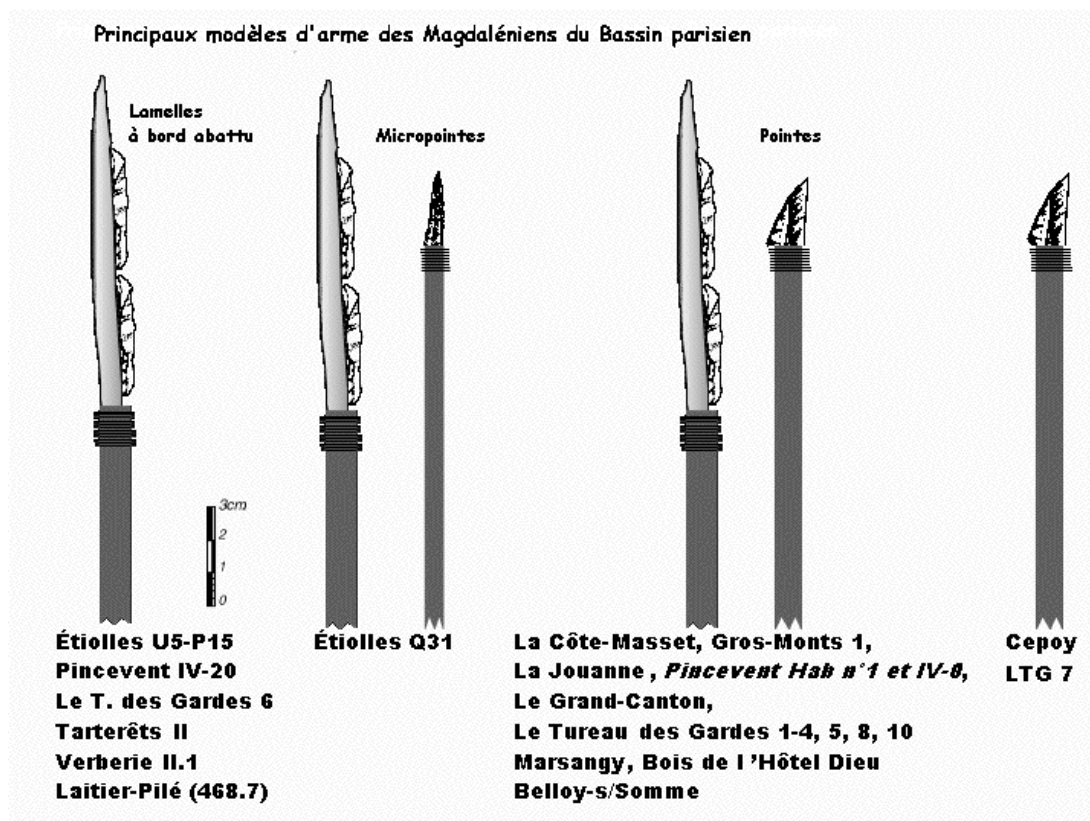 Principaux modèles d'arme des Magdaléniens du Bassin parisien
Lamelles
à bord abattu
Micropointes
Pointes
3cm
2
1
0
Étiolles U5-P15
Pincevent IV-20
Le T. des Gardes 6
Tarterêts II
Verberie II.1
Laitier-Pilé (468.7)
Étiolles Q31
La Côte-Masset, Gros-Monts 1,
La Jouanne , Pincevent Hab n°1 et IV-0,
Le Grand-Canton,
Le Tureau des Gardes 1-4, 5, 8, 10
Marsangy, Bois de l 'Hôtel Dieu
Belloy-s/Somme
Cepoy
LTG 7